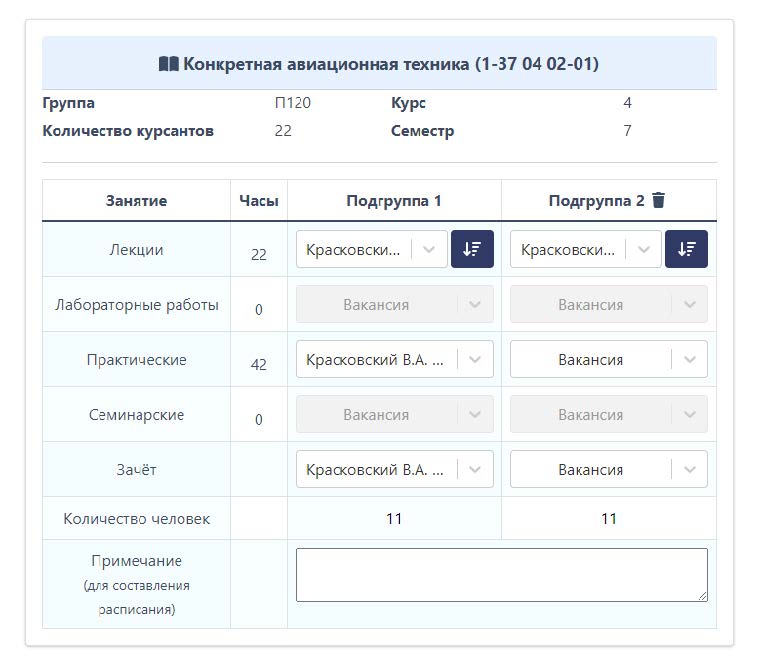 Конкретная авиационная техника (1-37 04 02-01)
Группа П120 Курс 4
Количество курсантов 22 Семестр 7
Занятие Часы Подгруппа 1 Подгруппа 2
Лекции 22 Красковски... Красковски...
Лабораторные работы 0 Вакансия Вакансия
Практические 42 Красковский В.А. ... Вакансия
Семинарские 0 Вакансия Вакансия
Зачёт Красковский В.А. ... Вакансия
Количество человек 11 11
Примечание
(для составления
расписания)